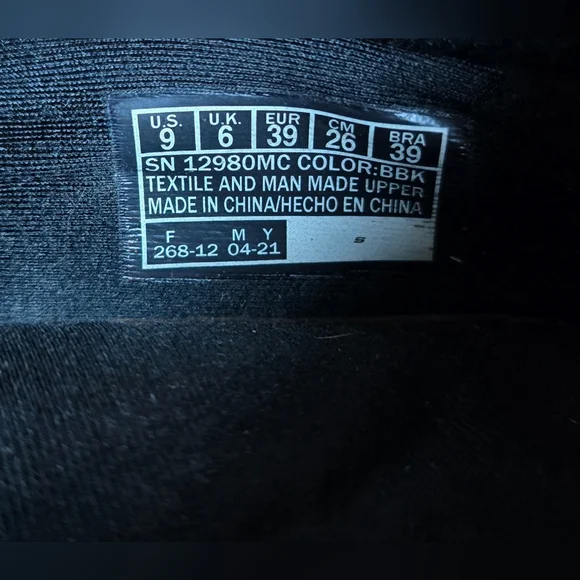 U.S. U.K. EUR CM BRA
9 6 39 26 39
SN 12980MC COLOR:BBK
TEXTILE AND MAN MADE UPPER
MADE IN CHINA/HECHO EN CHINA
F M Y
268-12 04-21
S